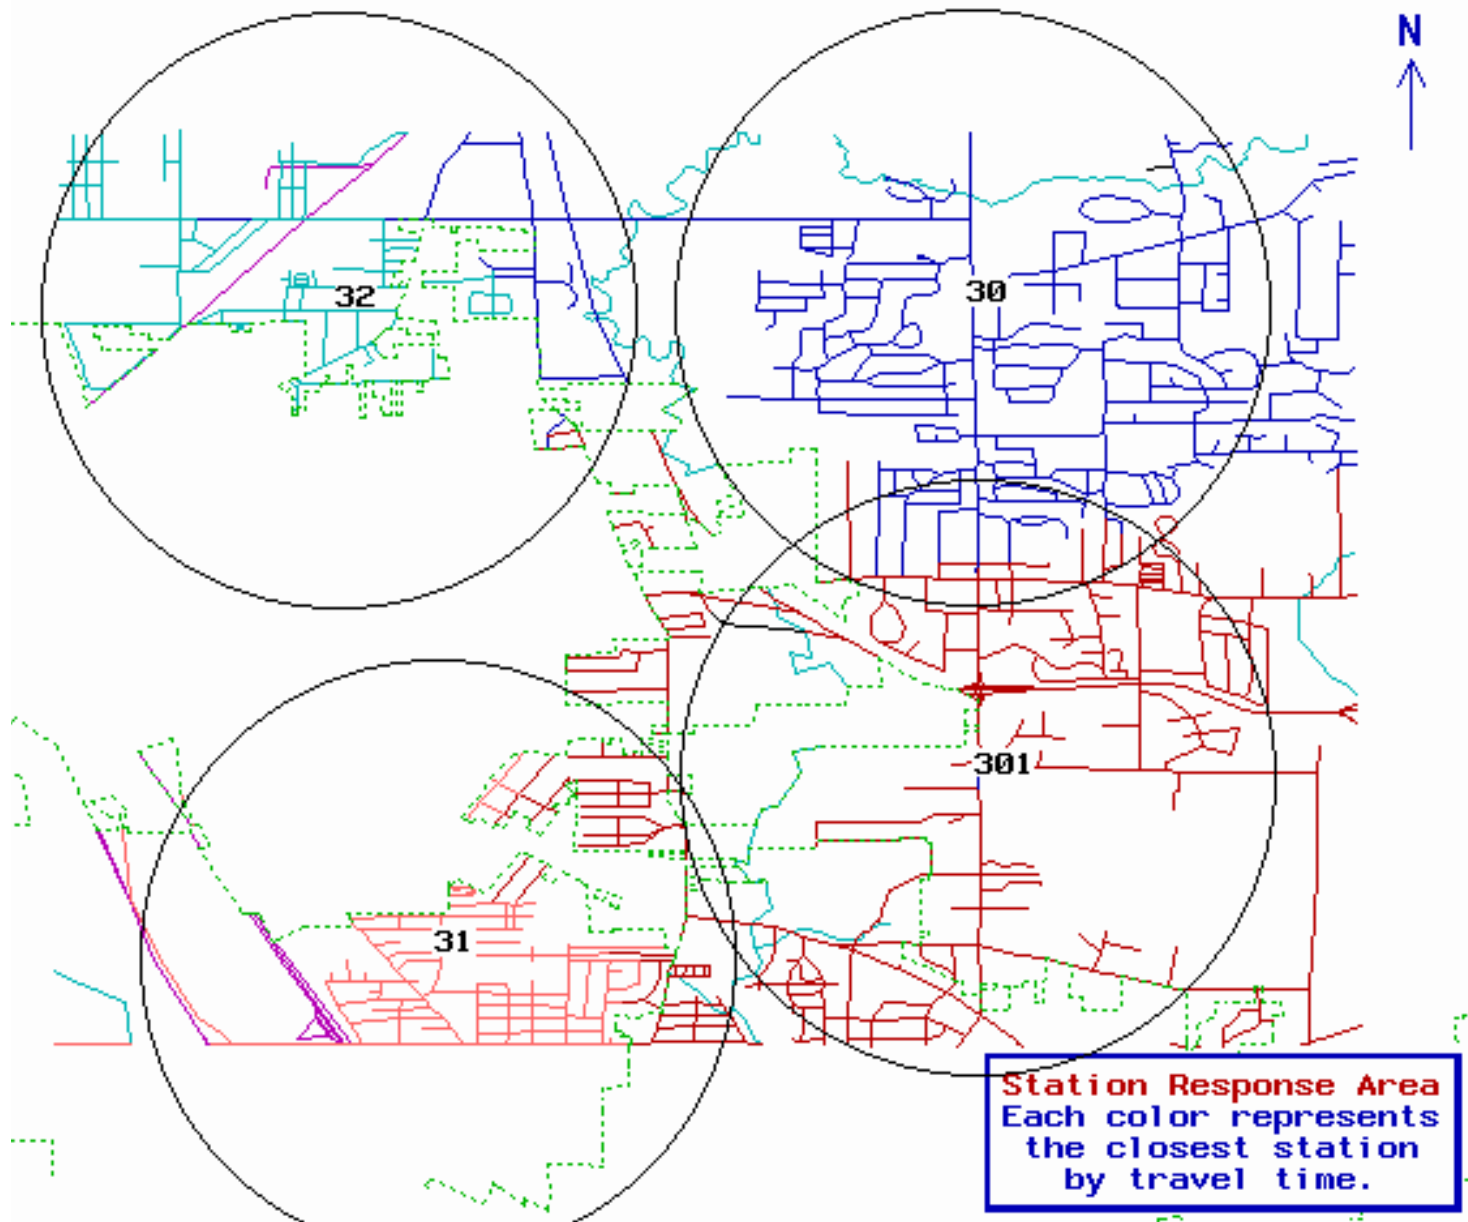 N
32
30
301
31
Station Response Area
Each color represents
the closest station
by travel time.